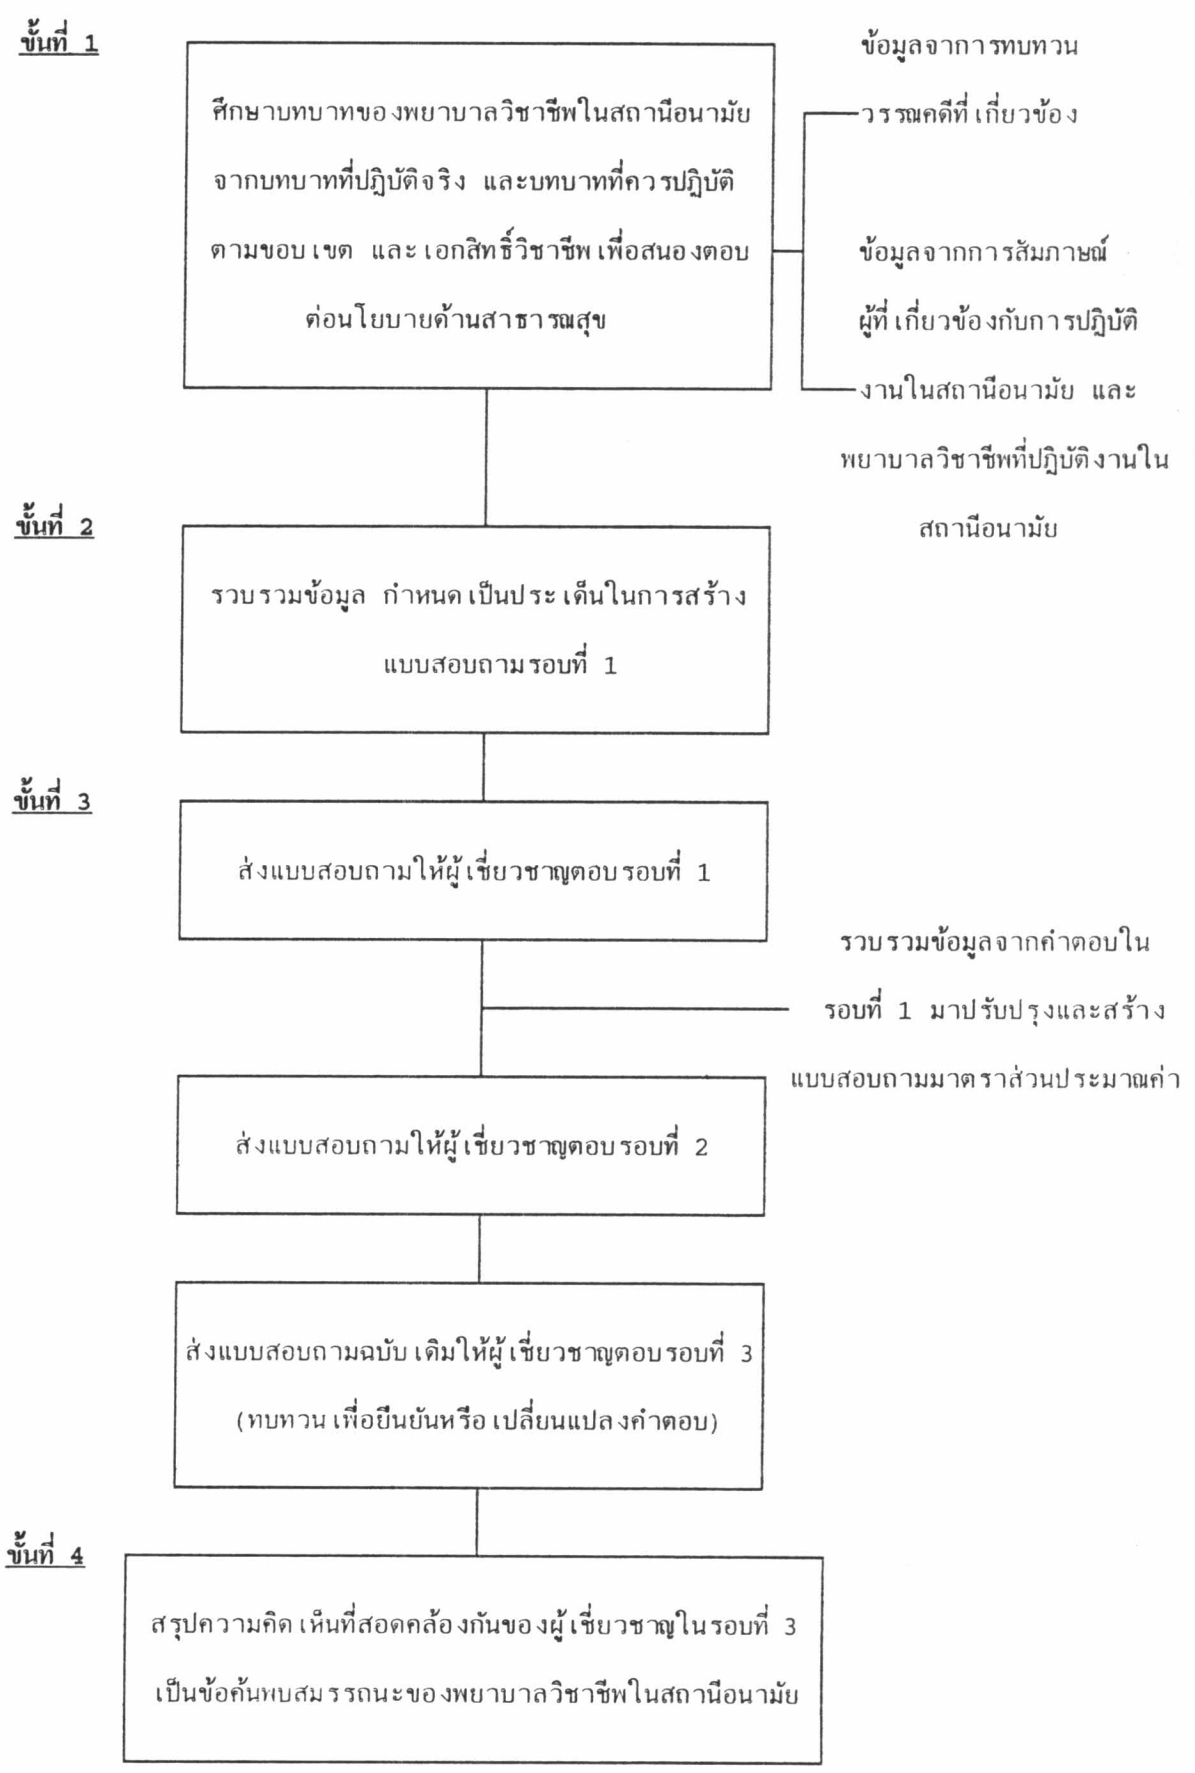 ขั้นที่ 1
ศึกษาบทบาทของพยาบาลวิชาชีพในสถานีอนามัย
จากบทบาทที่ปฏิบัติจริง และบทบาทที่ควรปฏิบัติ
ตามขอบเขต และเอกสิทธิ์วิชาชีพเพื่อสนองตอบ
ต่อนโยบายด้านสาธารณสุข
ข้อมูลจาการทบทวน
วรรณคดีที่เกี่ยวข้อง
ข้อมูลจากการสัมภาษณ์
ผู้ที่เกี่ยวข้องกับการปฏิบัติ
งานในสถานีอนามัย และ
พยาบาลวิชาชีพที่ปฏิบัติงานใน
สถานีอนามัย
ขั้นที่ 2
รวบรวมข้อมูล กำหนดเป็นประเด็นในการสร้าง
แบบสอบถามรอบที่ 1
ขั้นที่ 3
ส่งแบบสอบถามให้ผู้เชี่ยวชาญตอบรอบที่ 1
รวบรวมข้อมูลจากคำตอบใน
รอบที่ 1 มาปรับปรุงและสร้าง
แบบสอบถามมาตราส่วนประมาณค่า
ส่งแบบสอบถามให้ผู้เชี่ยวชาญตอบรอบที่ 2
ส่งแบบสอบถามฉบับเดิมให้ผู้เชี่ยวชาญตอบรอบที่ 3
(ทบทวนเพื่อยืนยันหรือเปลี่ยนแปลงคำตอบ)
ขั้นที่ 4
สรุปความคิดเห็นที่สอดคล้องกันของผู้เชี่ยวชาญในรอบที่ 3
เป็นข้อค้นพบสมรรถนะของพยาบาลวิชาชีพในสถานีอนามัย